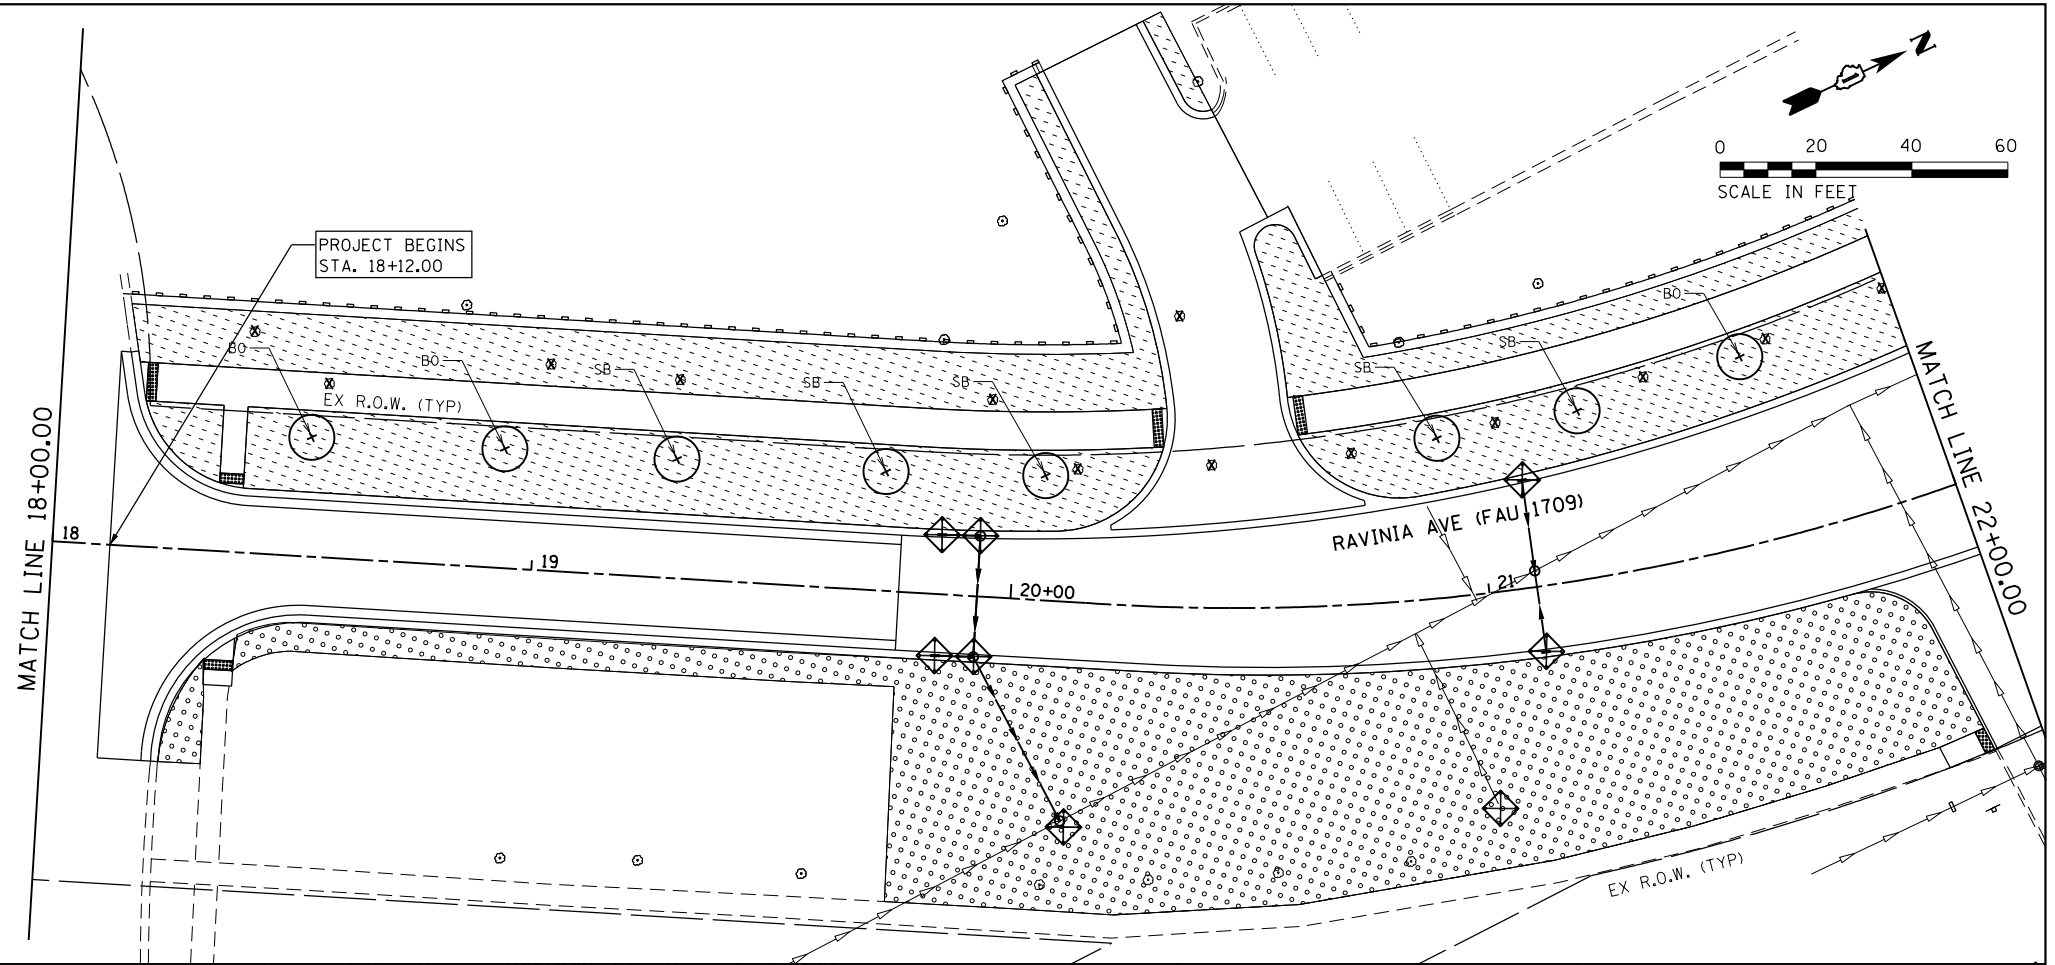 N
0 20 40 60
SCALE IN FEET
PROJECT BEGINS
STA. 18+12.00
BO
BO
SB
SB
SB
SB
SB
BO
EX R.O.W. (TYP)
MATCH LINE 18+00.00
18
19
20+00
21
RAVINIA AVE (FAU 1709)
MATCH LINE 22+00.00
EX R.O.W. (TYP)